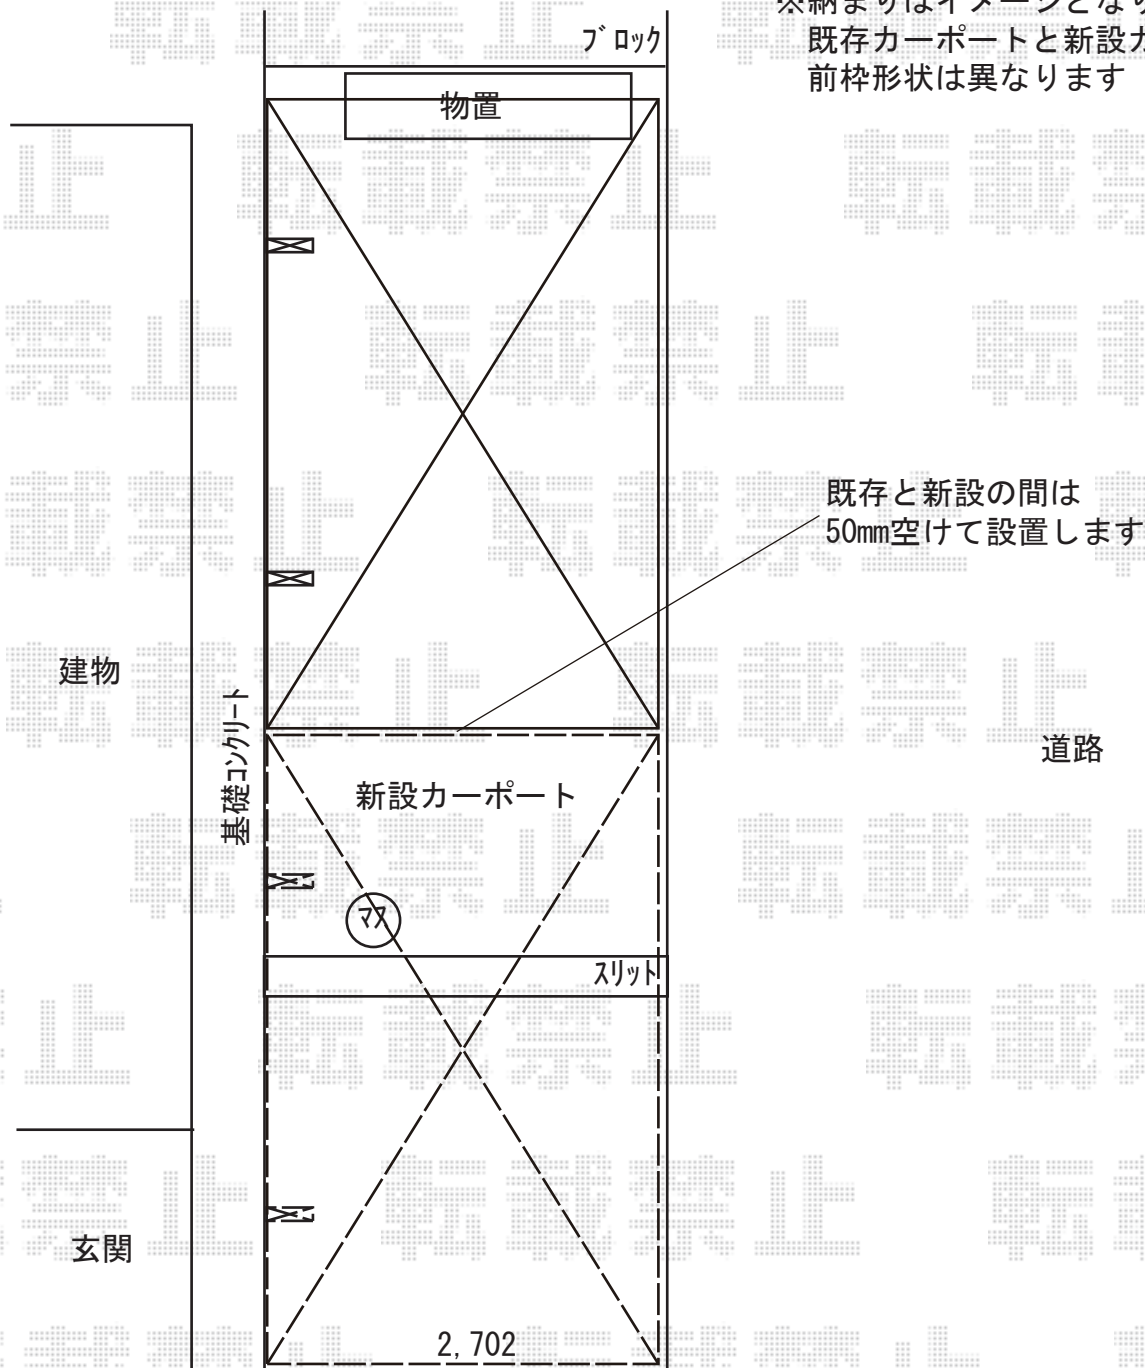 ※納まりはイメージとなり
既存カーポートと新設カ
前枠形状は異なります
ブロック
物置
既存と新設の間は
50mm空けて設置します
建物
基礎コンクリート
道路
新設カーポート
マス
スリット
玄関
2,702
転載禁止